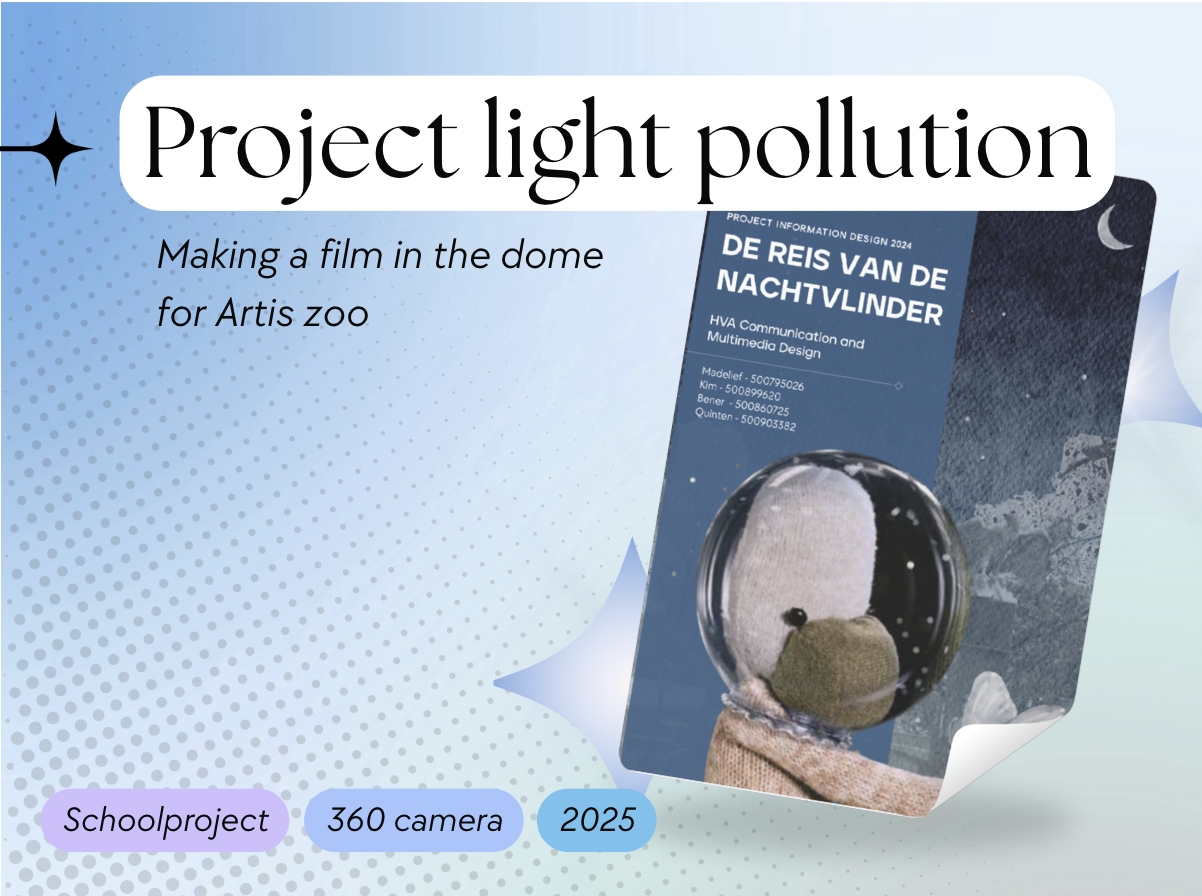 Project light pollution
Making a film in the dome
for Artis zoo
PROJECT INFORMATION DESIGN 2024
DE REIS VAN DE
NACHTVLINDER
HVA Communication and
Multimedia Design
Madelief - 500795026
Kim - 500899620
Bener - 500860725
Quinten - 500903382
Schoolproject
360 camera
2025